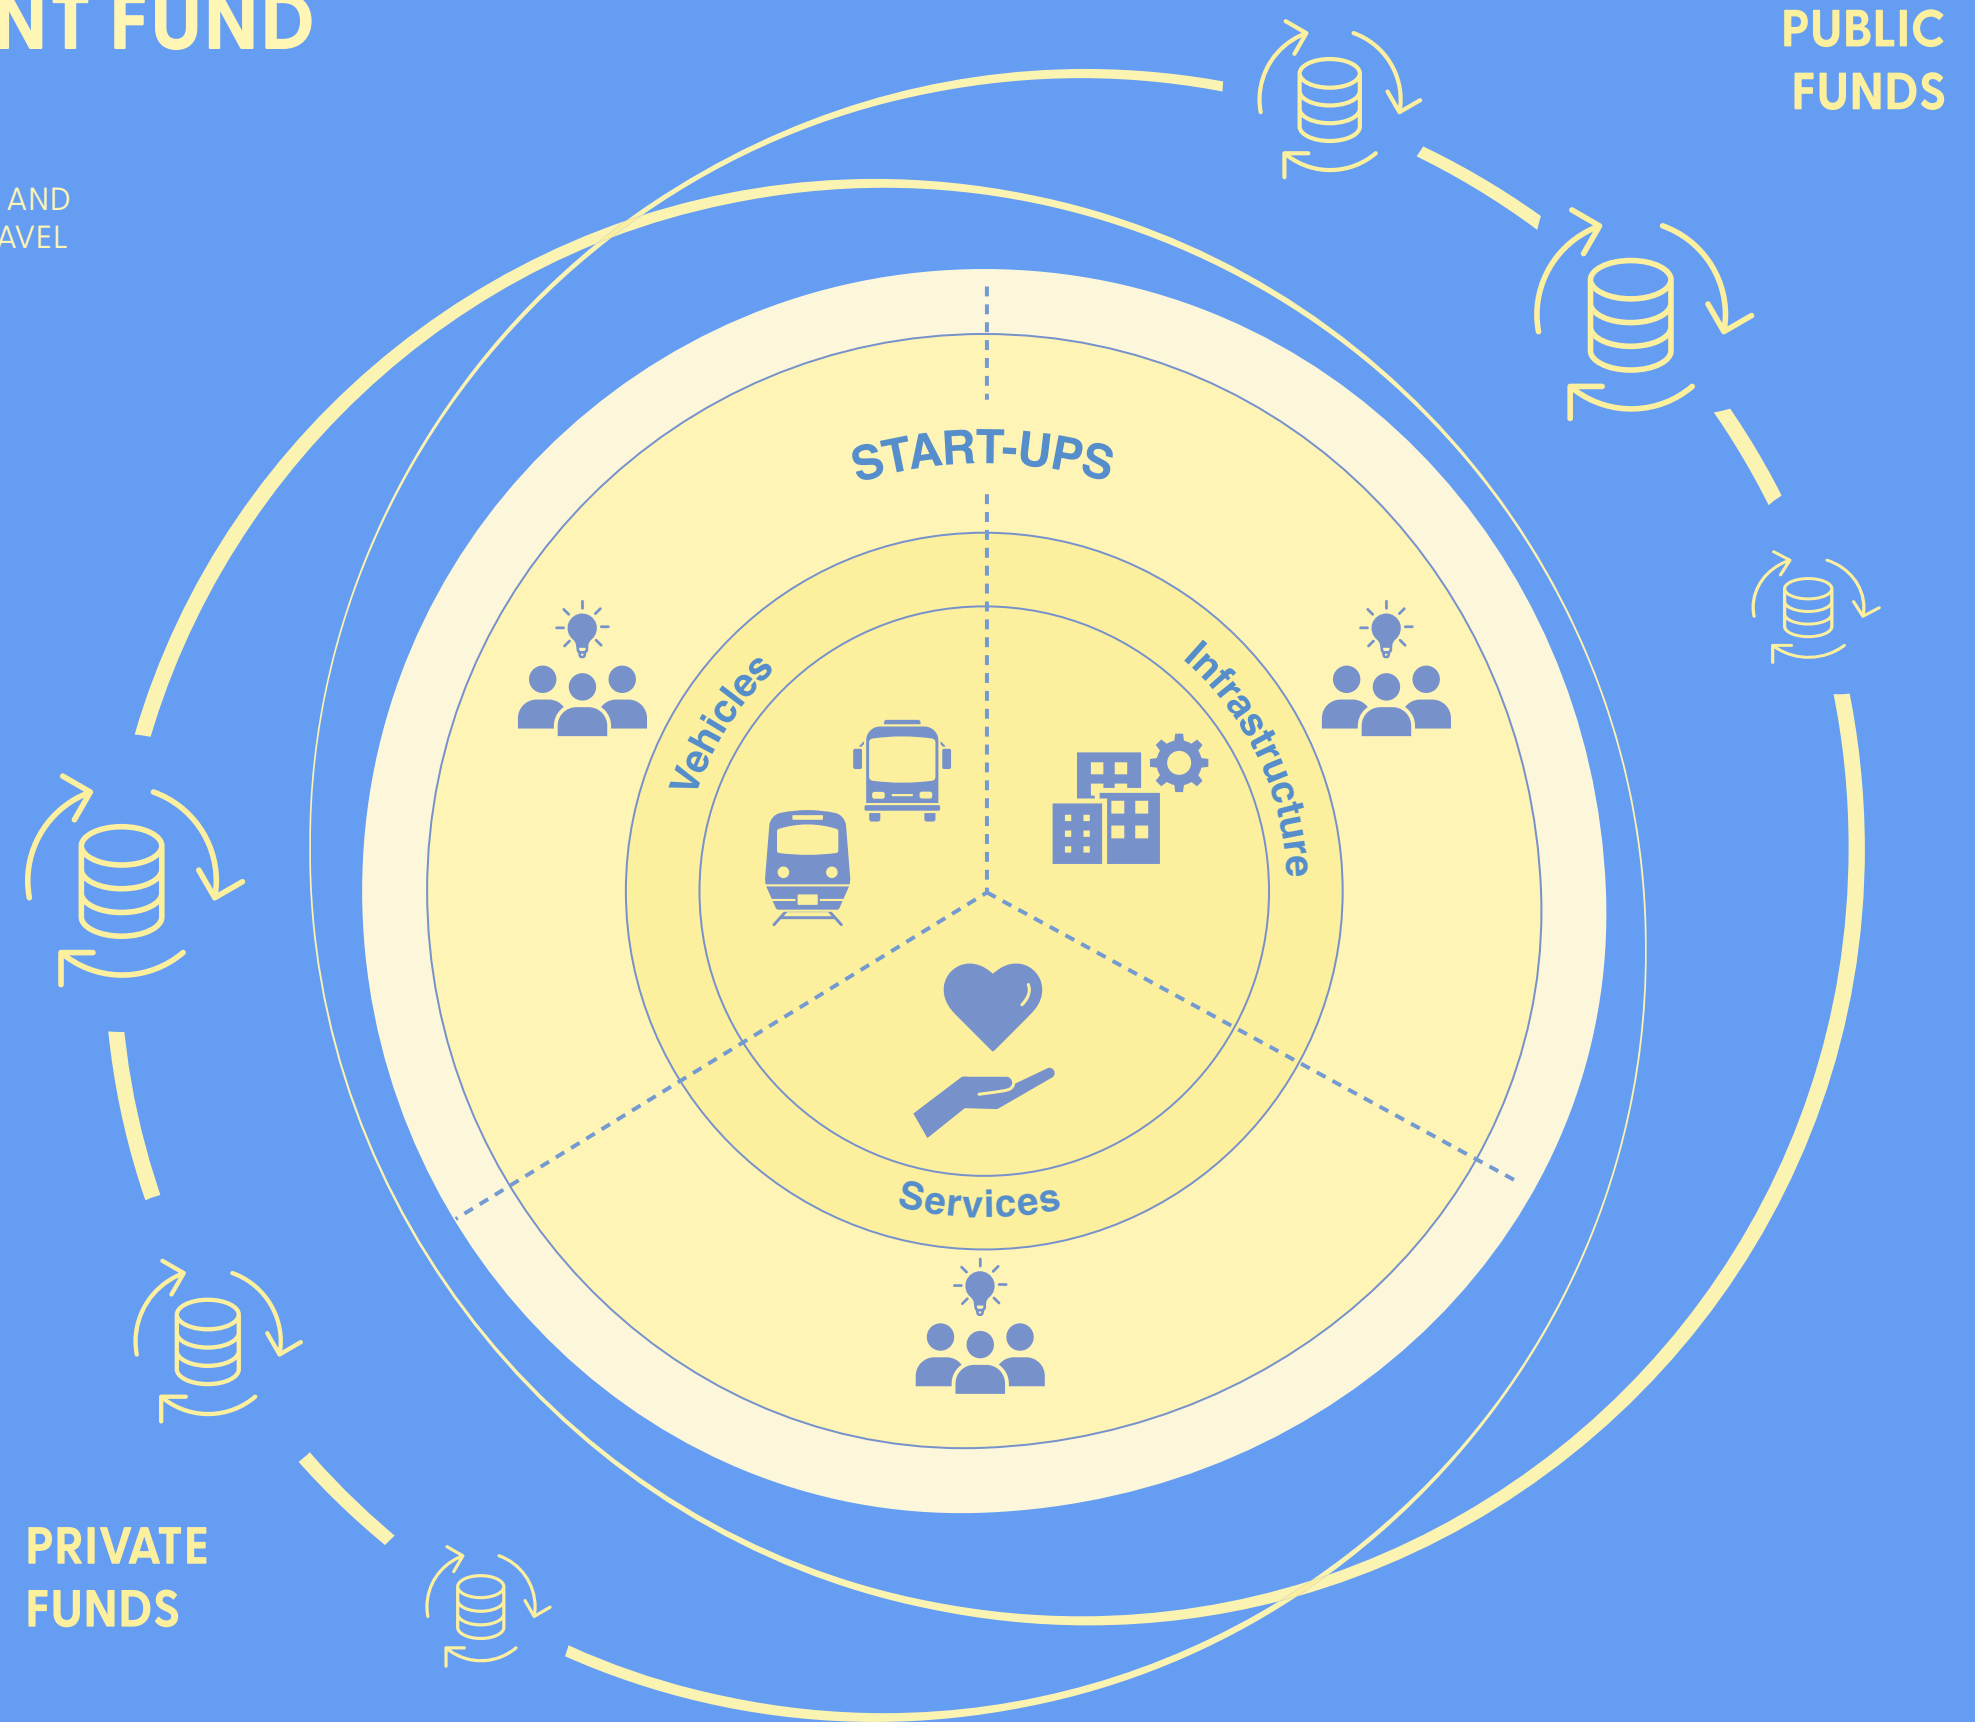 NT FUND
PUBLIC
FUNDS
AND
AVEL
START-UPS
Vehicles
Infrastructure
Services
PRIVATE
FUNDS